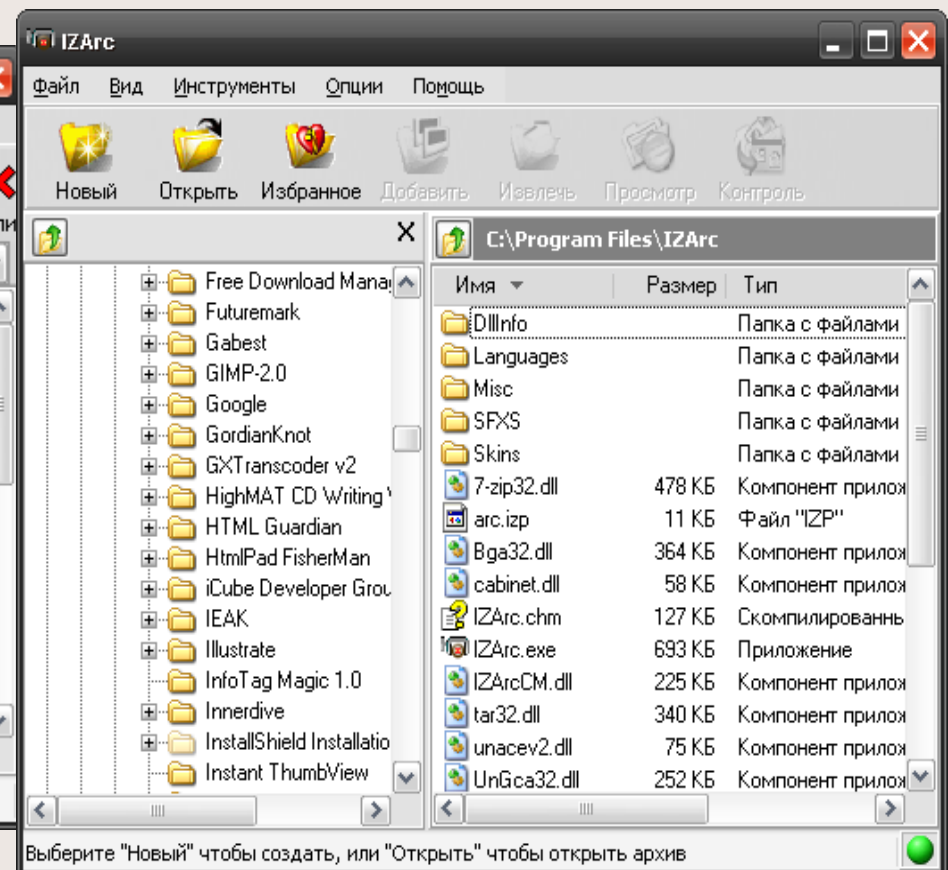 IZArc
Файл Вид Инструменты Опции Помощь
Новый Открыть Избранное Добавить Извлечь Просмотр Контроль
X
Free Download Manag
Futuremark
Gabest
GIMP-2.0
Google
GordianKnot
GXTranscoder v2
HighMAT CD Writing
HTML Guardian
HtmlPad FisherMan
iCube Developer Grou
IEAK
Illustrate
InfoTag Magic 1.0
Innerdive
InstallShield Installatio
Instant ThumbView
C:\Program Files\IZArc
Имя Размер Тип
DllInfo Папка с файлами
Languages Папка с файлами
Misc Папка с файлами
SFXS Папка с файлами
Skins Папка с файлами
7-zip32.dll 478 КБ Компонент прилож
arc.izp 11 КБ Файл "IZP"
Bga32.dll 364 КБ Компонент прилож
cabinet.dll 58 КБ Компонент прилож
IZArc.chm 127 КБ Скомпилированны
IZArc.exe 693 КБ Приложение
IZArcCM.dll 225 КБ Компонент прилож
tar32.dll 340 КБ Компонент прилож
unacev2.dll 75 КБ Компонент прилож
UnGca32.dll 252 КБ Компонент прилож
Выберите "Новый" чтобы создать, или "Открыть" чтобы открыть архив